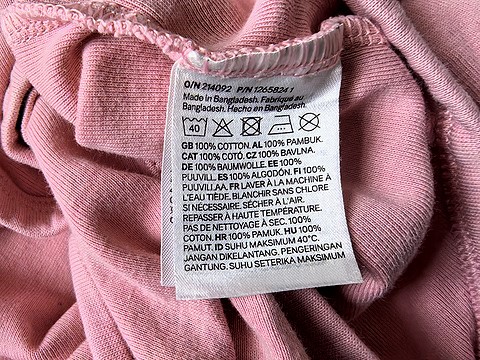 O/N 214092 P/N 1265824 1
Made in Bangladesh. Fabriqué au
Bangladesh. Hecho en Bangladesh.
40
GB 100% COTTON. AL 100% PAMBUK.
CAT 100% COTÓ. CZ 100% BAVLNA.
DE 100% BAUMWOLLE. EE 100%
PUUVILL. ES 100% ALGODÓN. FI 100%
PUUVILLAA. FR LAVER À LA MACHINE À
L'EAU TIÈDE. BLANCHIR SANS CHLORE
SI NÉCESSAIRE. SÉCHER À L'AIR.
REPASSER À HAUTE TEMPÉRATURE.
PAS DE NETTOYAGE À SEC. 100%
COTON. HR 100% PAMUK. HU 100%
PAMUT. ID SUHU MAKSIMUM 40°C.
JANGAN DIKELANTANG. PENGERINGAN
GANTUNG. SUHU SETERIKA MAKSIMUM